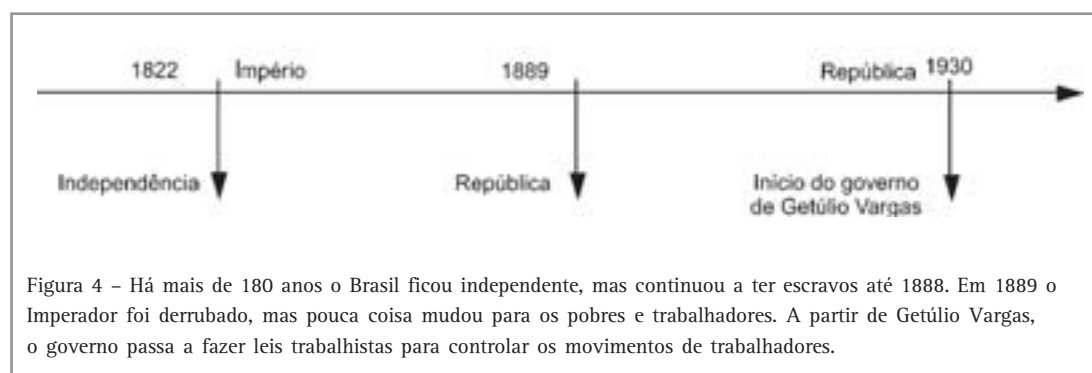 1822 Império 1889 República 1930
Independência República Início do governo
de Getúlio Vargas
Figura 4 – Há mais de 180 anos o Brasil ficou independente, mas continuou a ter escravos até 1888. Em 1889 o
Imperador foi derrubado, mas pouca coisa mudou para os pobres e trabalhadores. A partir de Getúlio Vargas,
o governo passa a fazer leis trabalhistas para controlar os movimentos de trabalhadores.